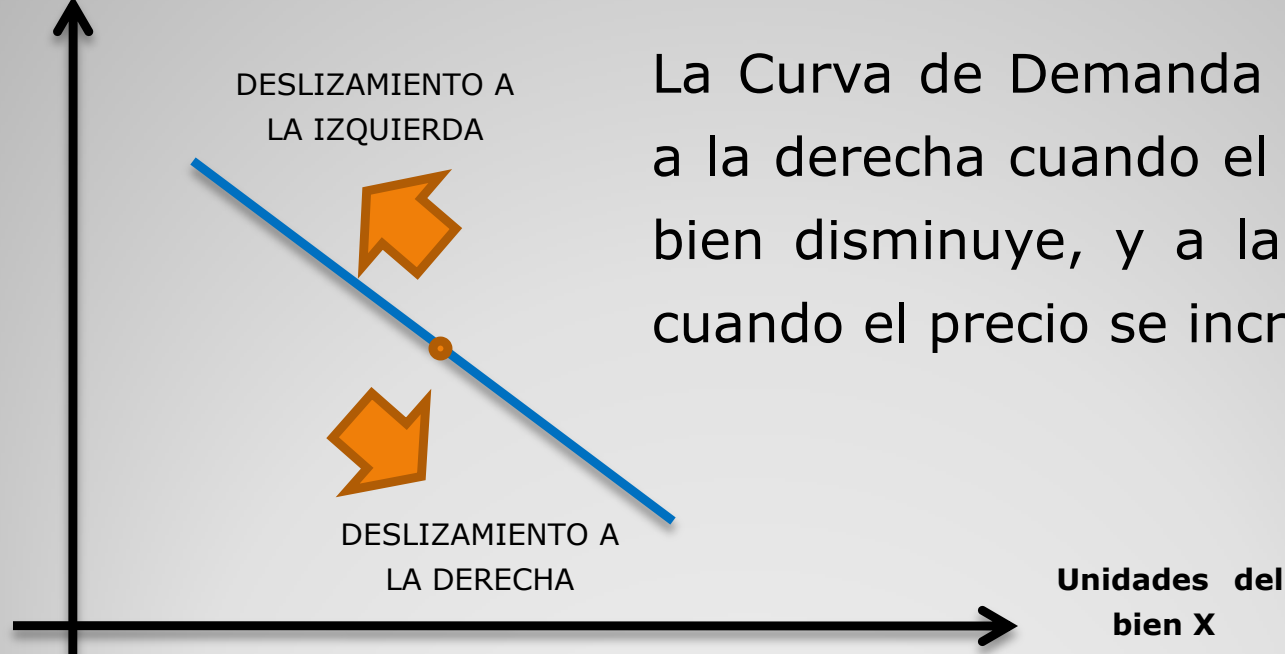 DESLIZAMIENTO A
LA IZQUIERDA
La Curva de Demanda
a la derecha cuando el
bien disminuye, y a la
cuando el precio se incr
DESLIZAMIENTO A
LA DERECHA
Unidades del
bien X